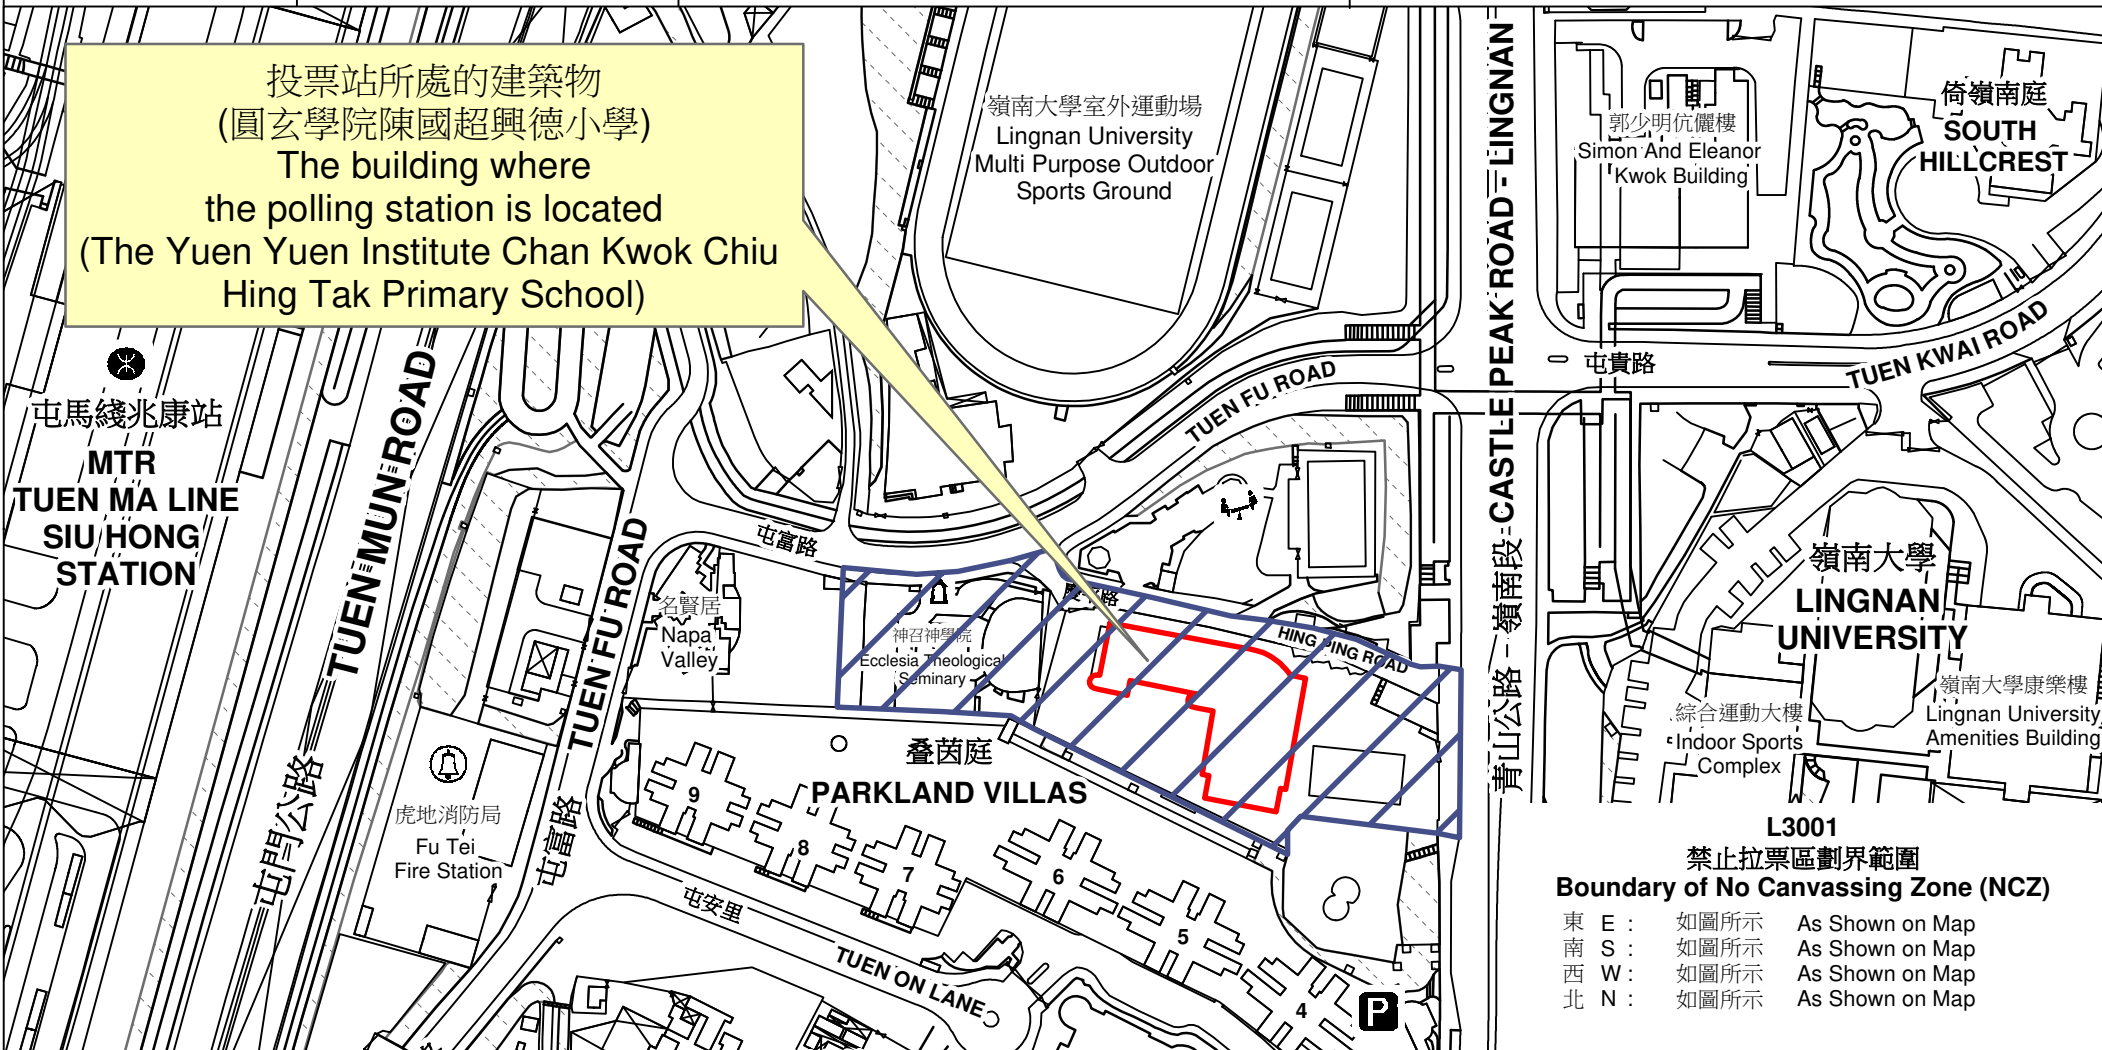 投票站所處的建築物
(圓玄學院陳國超興德小學)
The building where
the polling station is located
(The Yuen Yuen Institute Chan Kwok Chiu
Hing Tak Primary School)
嶺南大學室外運動場
Lingnan University
Multi Purpose Outdoor
Sports Ground
郭少明伉儷樓
Simon And Eleanor
Kwok Building
倚嶺南庭
SOUTH
HILLCREST
屯馬綫兆康站
MTR
TUEN MA LINE
SIU HONG
STATION
TUEN MUN ROAD
屯門公路
TUEN FU ROAD
屯貴路
TUEN KWAI ROAD
CASTLE PEAK ROAD - LINGNAN
青山公路 - 嶺南段
屯富路
TUEN FU ROAD
屯富路
名賢居
Napa
Valley
神召神學院
Ecclesia Theological
Seminary
HING PING ROAD
嶺南大學
LINGNAN
UNIVERSITY
綜合運動大樓
Indoor Sports
Complex
嶺南大學康樂樓
Lingnan University
Amenities Building
疊茵庭
PARKLAND VILLAS
虎地消防局
Fu Tei
Fire Station
9
8
7
6
5
4
P
屯安里
TUEN ON LANE
L3001
禁止拉票區劃界範圍
Boundary of No Canvassing Zone (NCZ)
東 E : 如圖所示 As Shown on Map
南 S : 如圖所示 As Shown on Map
西 W : 如圖所示 As Shown on Map
北 N : 如圖所示 As Shown on Map